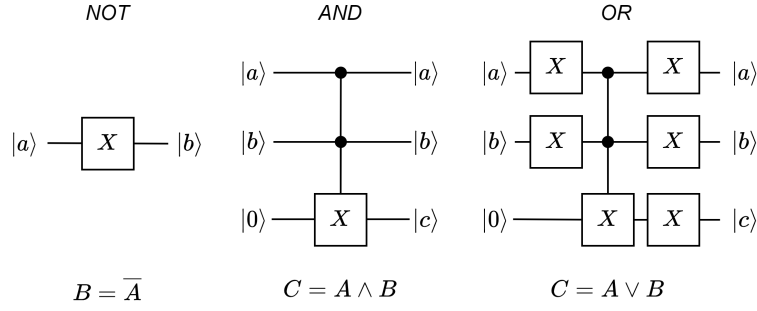 NOT AND OR
|a⟩ |a⟩ |a⟩ X X |a⟩
|a⟩ X |b⟩ |b⟩ |b⟩ |b⟩ X X |b⟩
|0⟩ X |c⟩ |0⟩ X X |c⟩
B = A̅ C = A ∧ B C = A ∨ B